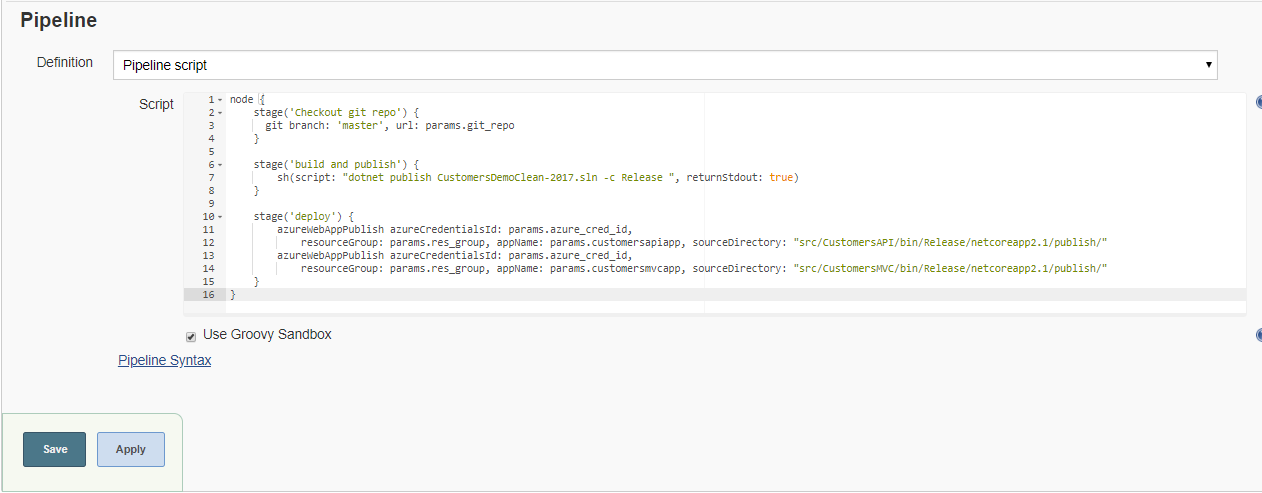 Pipeline
Definition
Pipeline script
Script
1 node {
2     stage('Checkout git repo') {
3       git branch: 'master', url: params.git_repo
4     }
5
6     stage('build and publish') {
7         sh(script: "dotnet publish CustomersDemoClean-2017.sln -c Release ", returnStdout: true)
8     }
9
10     stage('deploy') {
11         azureWebAppPublish azureCredentialsId: params.azure_cred_id,
12             resourceGroup: params.res_group, appName: params.customersapiapp, sourceDirectory: "src/CustomersAPI/bin/Release/netcoreapp2.1/publish/"
13         azureWebAppPublish azureCredentialsId: params.azure_cred_id,
14             resourceGroup: params.res_group, appName: params.customersmvcapp, sourceDirectory: "src/CustomersMVC/bin/Release/netcoreapp2.1/publish/"
15     }
16 }
Use Groovy Sandbox
Pipeline Syntax
Save Apply